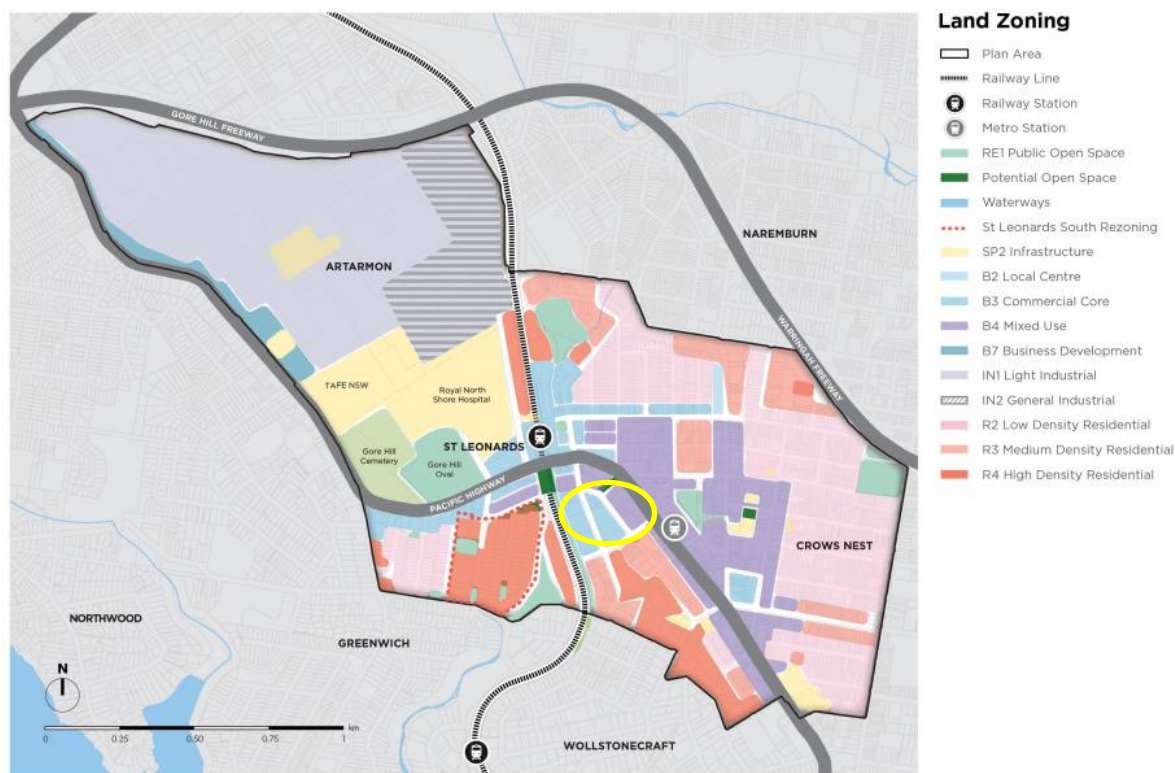 GORE HILL FREEWAY
NAREMBURN
ARTARMON
WARRINGAH FREEWAY
TAFE NSW
Royal North
Shore Hospital
ST LEONARDS
Gore Hill
Cemetery
Gore Hill
Oval
PACIFIC HIGHWAY
CROWS NEST
NORTHWOOD
GREENWICH
N
0
0.25
0.50
0.75
1
km
WOLLSTONECRAFT
Land Zoning
Plan Area
Railway Line
Railway Station
Metro Station
RE1 Public Open Space
Potential Open Space
Waterways
St Leonards South Rezoning
SP2 Infrastructure
B2 Local Centre
B3 Commercial Core
B4 Mixed Use
B7 Business Development
IN1 Light Industrial
IN2 General Industrial
R2 Low Density Residential
R3 Medium Density Residential
R4 High Density Residential